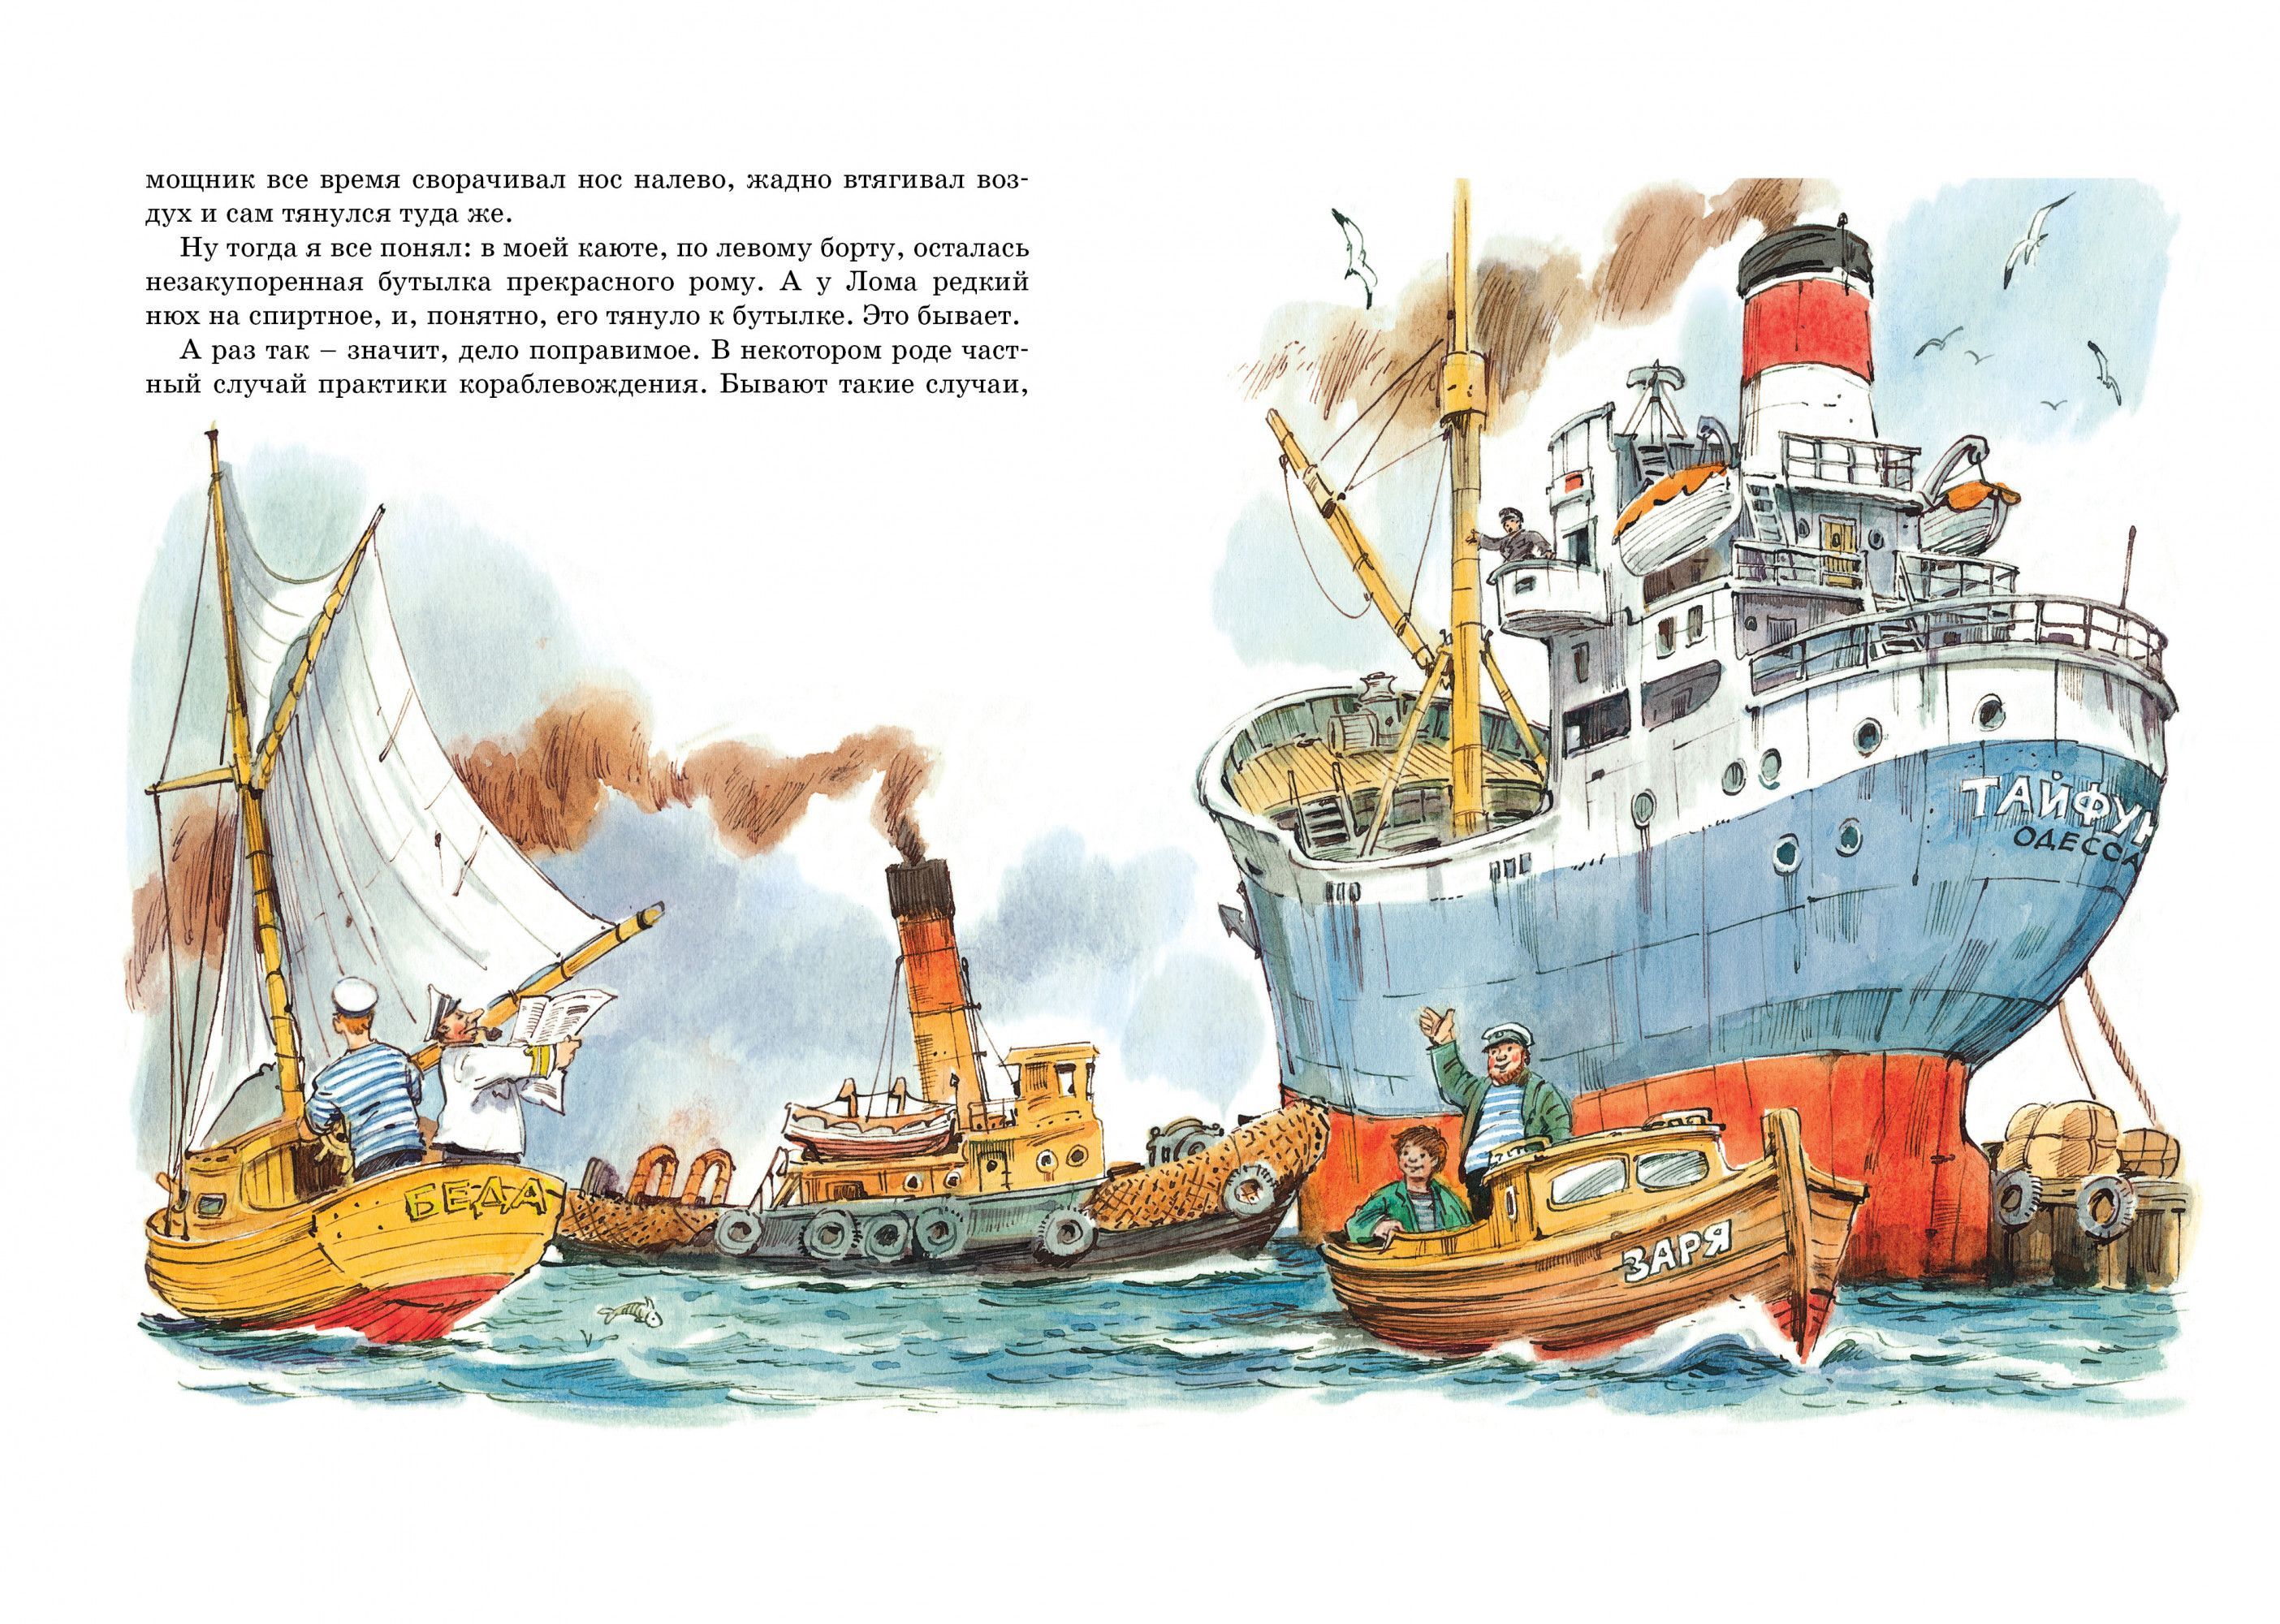 мощник все время сворачивал нос налево, жадно втягивал воз-
дух и сам тянулся туда же.
Ну тогда я все понял: в моей каюте, по левому борту, осталась
незакупоренная бутылка прекрасного рому. А у Лома редкий
нюх на спиртное, и, понятно, его тянуло к бутылке. Это бывает.
А раз так – значит, дело поправимое. В некотором роде част-
ный случай практики кораблевождения. Бывают такие случаи,
БЕДА
ТАЙФУН
ОДЕССА
ЗАРЯ